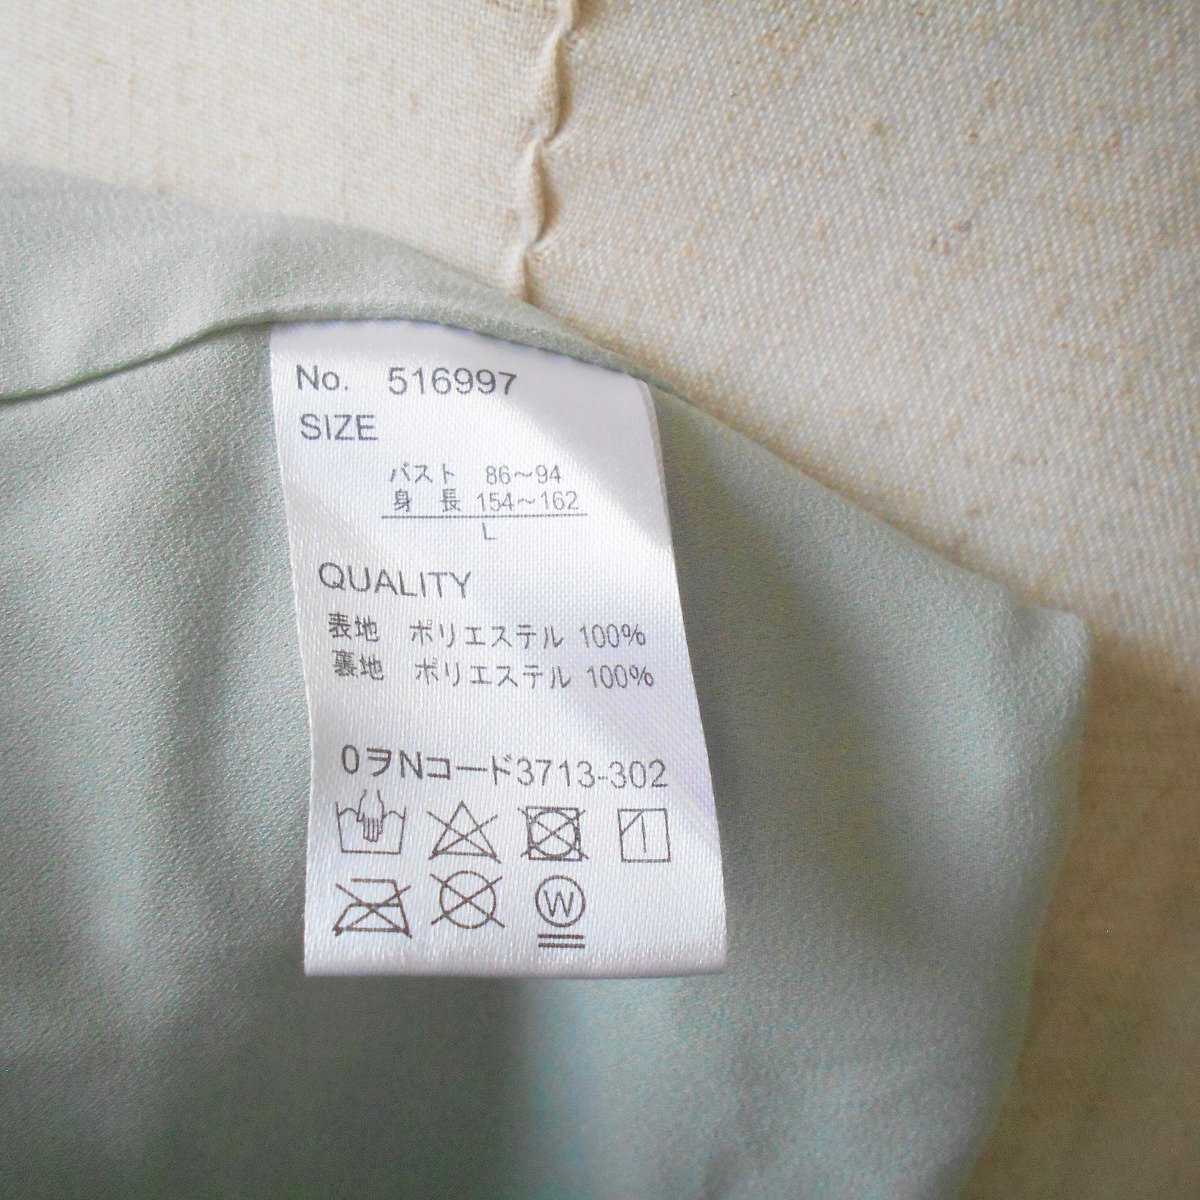 No. 516997
SIZE
バスト 86～94
身 長 154～162
L
QUALITY
表地 ポリエステル 100%
裏地 ポリエステル 100%
0ヲNコード3713-302
W